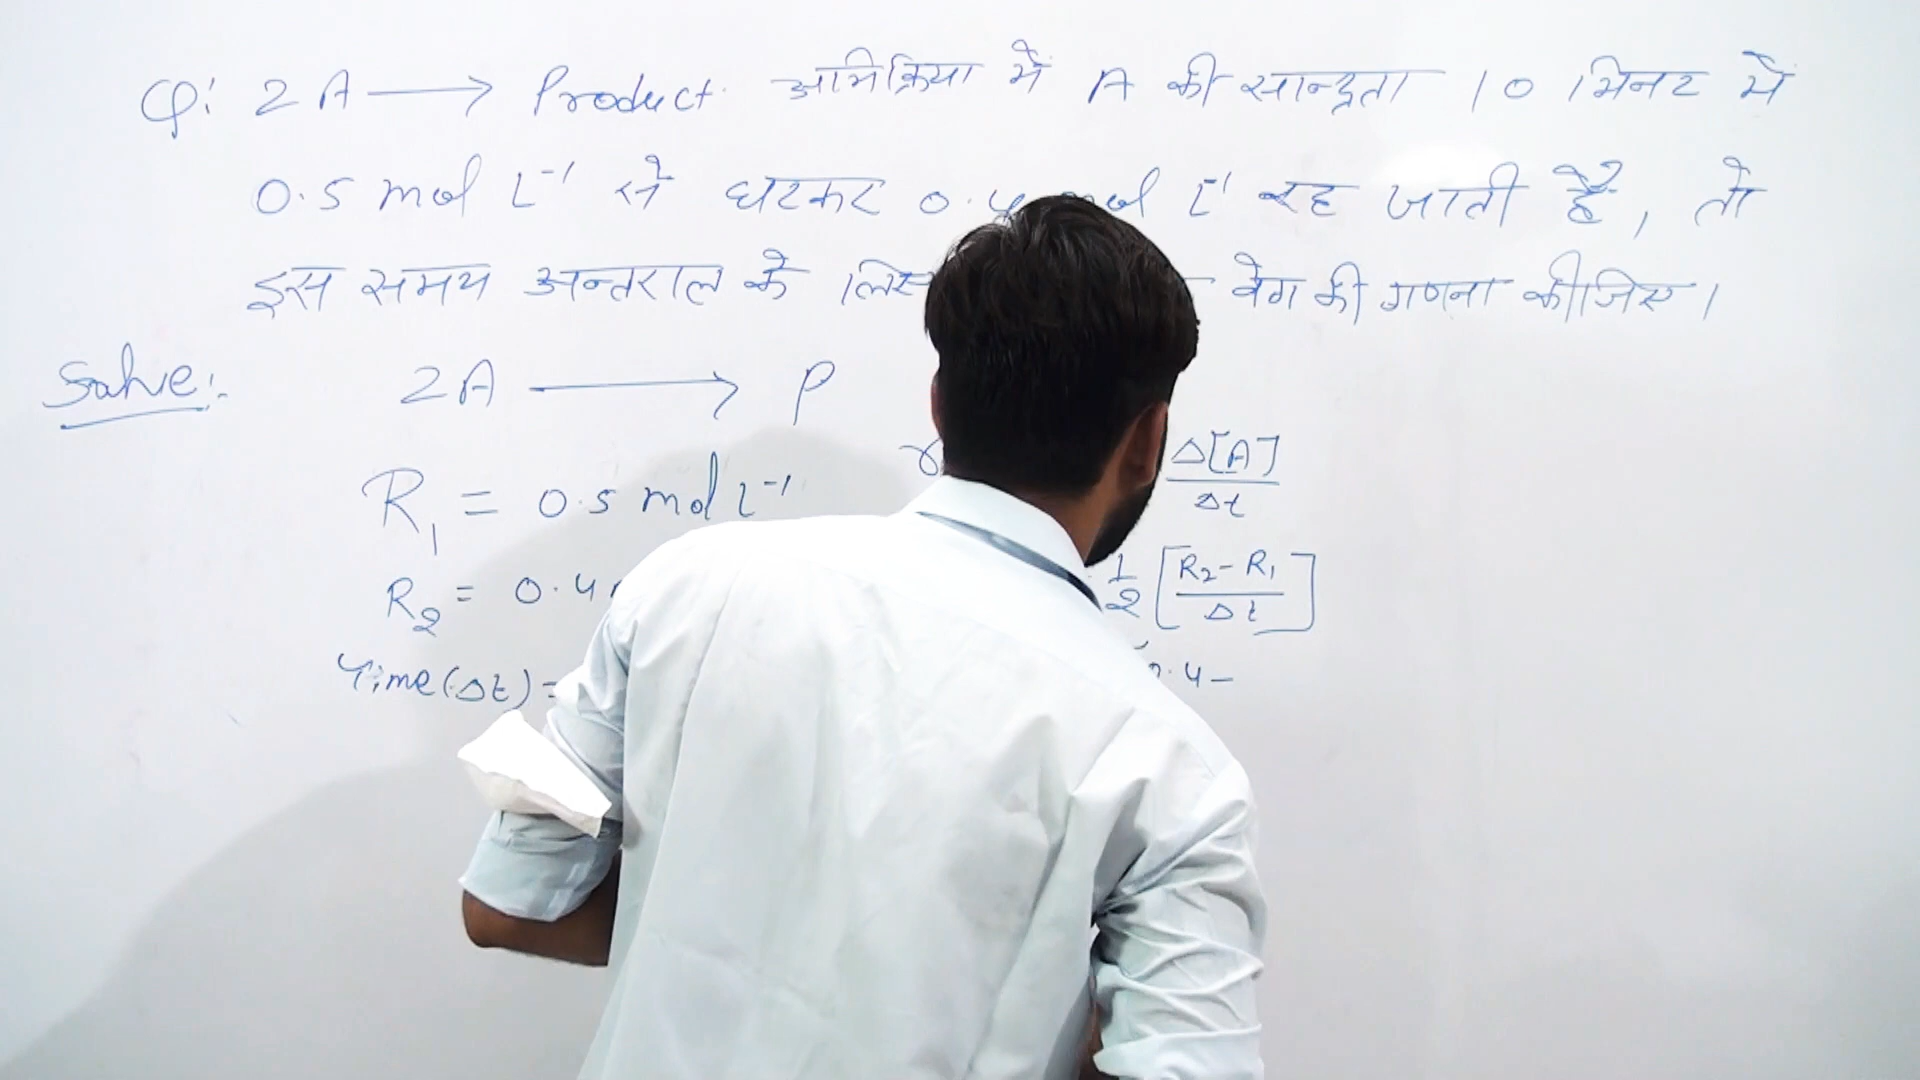 Q: 2A ⟶ Product. अभिक्रिया में A की सान्द्रता 10 मिनट में
0.5 mol L⁻¹ से घटकर 0.4 mol L⁻¹ रह जाती है, तो
इस समय अन्तराल के लिए वेग की गणना कीजिए।
Solve:-
2A ⟶ P
Δ[A] / Δt
R₁ = 0.5 mol L⁻¹
R₂ = 0.4
1/2 [R₂ - R₁ / Δt]
Time(Δt) =
0.4 -